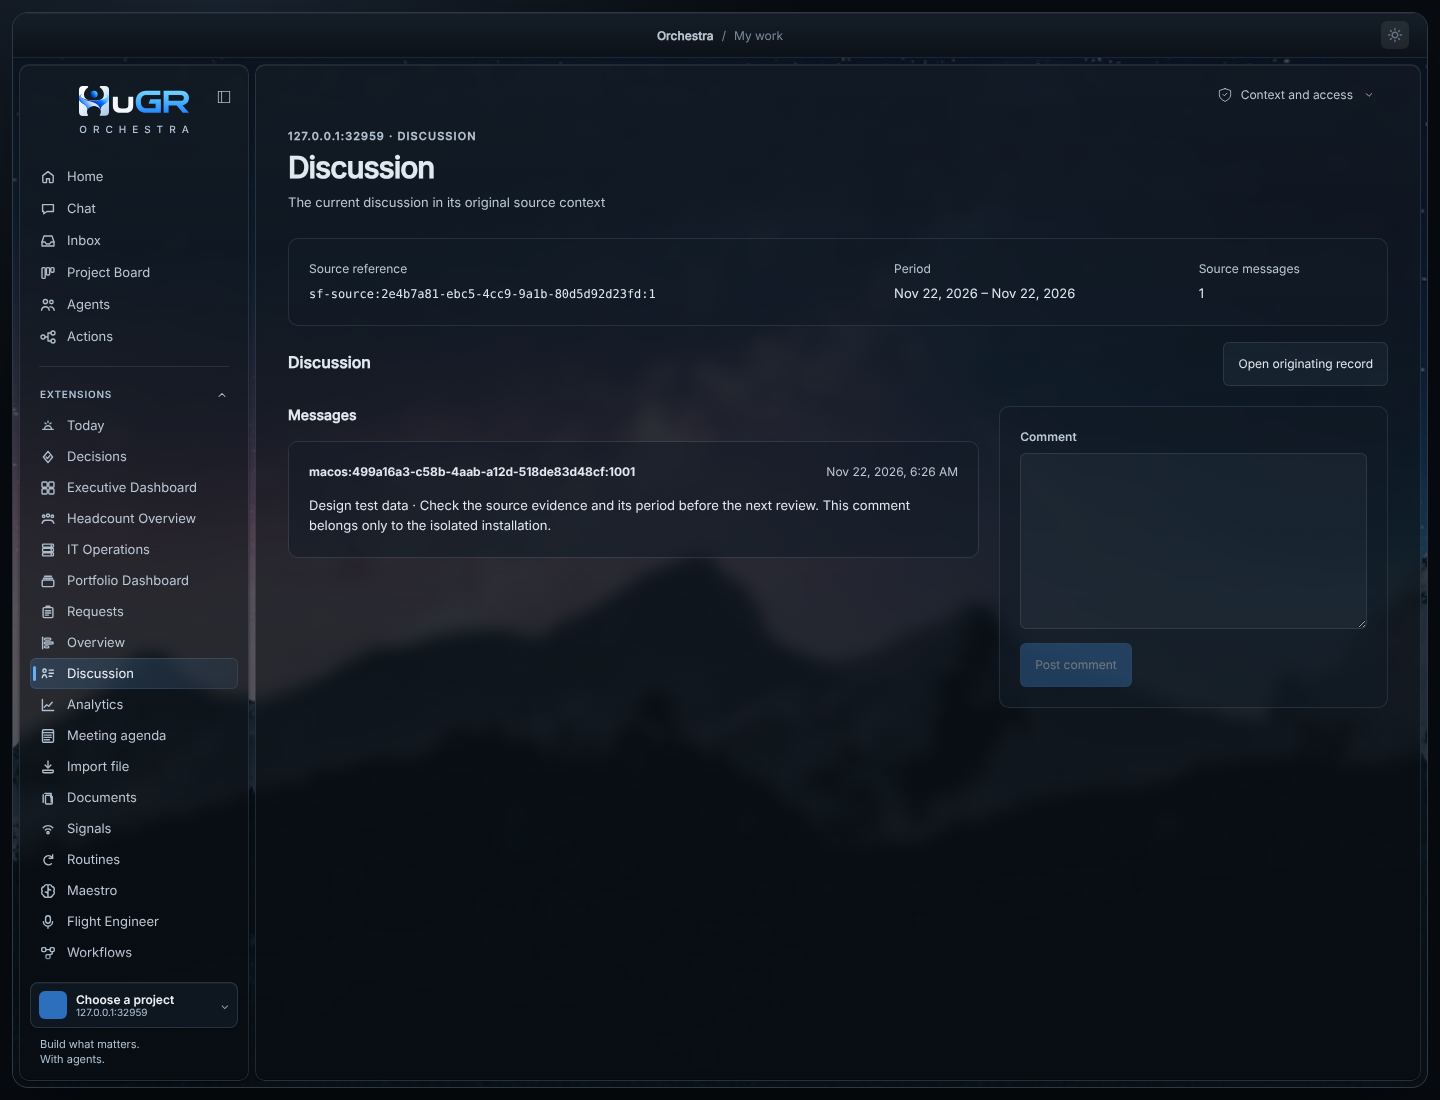 Orchestra / My work
HuGR
ORCHESTRA
Home
Chat
Inbox
Project Board
Agents
Actions
EXTENSIONS
Today
Decisions
Executive Dashboard
Headcount Overview
IT Operations
Portfolio Dashboard
Requests
Overview
Discussion
Analytics
Meeting agenda
Import file
Documents
Signals
Routines
Maestro
Flight Engineer
Workflows
Choose a project
127.0.0.1:32959
Build what matters.
With agents.
Context and access
127.0.0.1:32959 · DISCUSSION
Discussion
The current discussion in its original source context
Source reference
sf-source:2e4b7a81-ebc5-4cc9-9a1b-80d5d92d23fd:1
Period
Nov 22, 2026 – Nov 22, 2026
Source messages
1
Discussion
Open originating record
Messages
macos:499a16a3-c58b-4aab-a12d-518de83d48cf:1001
Nov 22, 2026, 6:26 AM
Design test data · Check the source evidence and its period before the next review. This comment
belongs only to the isolated installation.
Comment
Post comment